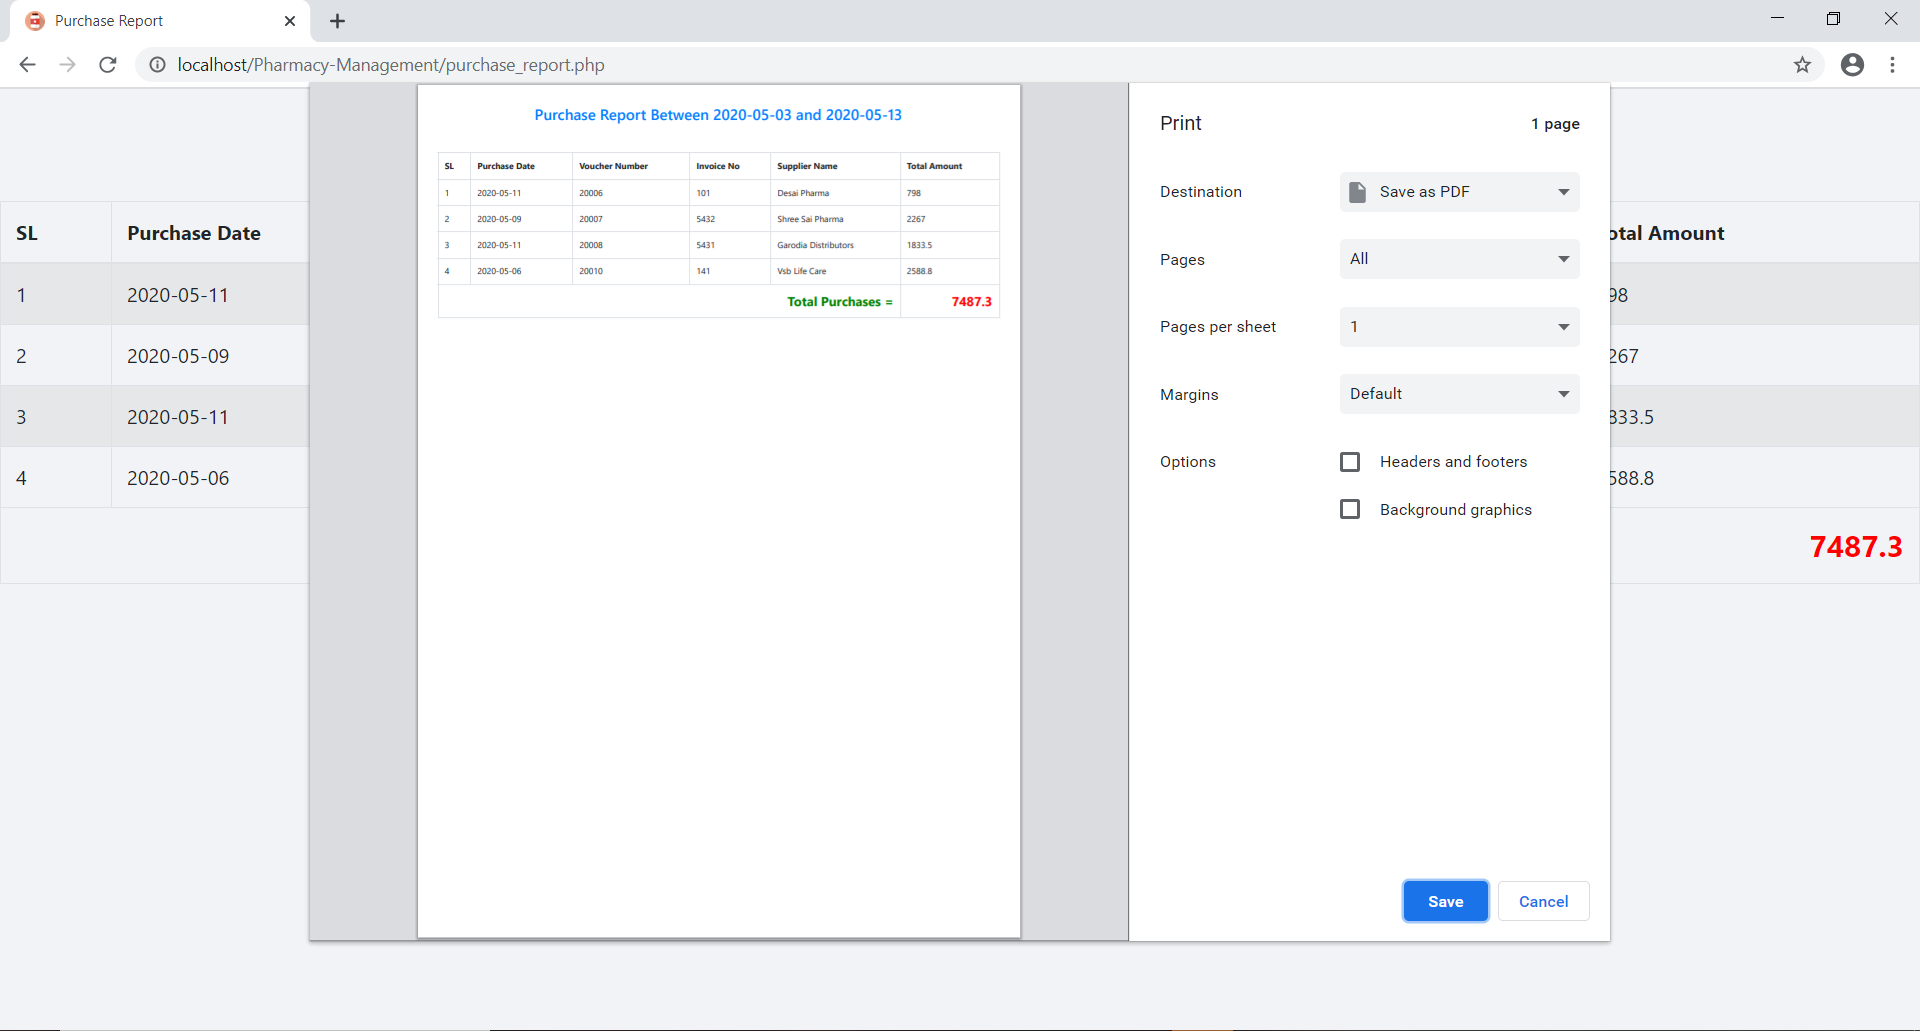 Purchase Report
localhost/Pharmacy-Management/purchase_report.php
Purchase Report Between 2020-05-03 and 2020-05-13
SL Purchase Date Voucher Number Invoice No Supplier Name Total Amount
1 2020-05-11 20006 101 Desai Pharma 798
2 2020-05-09 20007 5432 Shree Sai Pharma 2267
3 2020-05-11 20008 5431 Garodia Distributors 1833.5
4 2020-05-06 20010 141 Vsb Life Care 2588.8
Total Purchases = 7487.3
Print 1 page
Destination Save as PDF
Pages All
Pages per sheet 1
Margins Default
Options Headers and footers
Background graphics
Save Cancel
SL Purchase Date otal Amount
1 2020-05-11 98
2 2020-05-09 267
3 2020-05-11 833.5
4 2020-05-06 588.8
7487.3